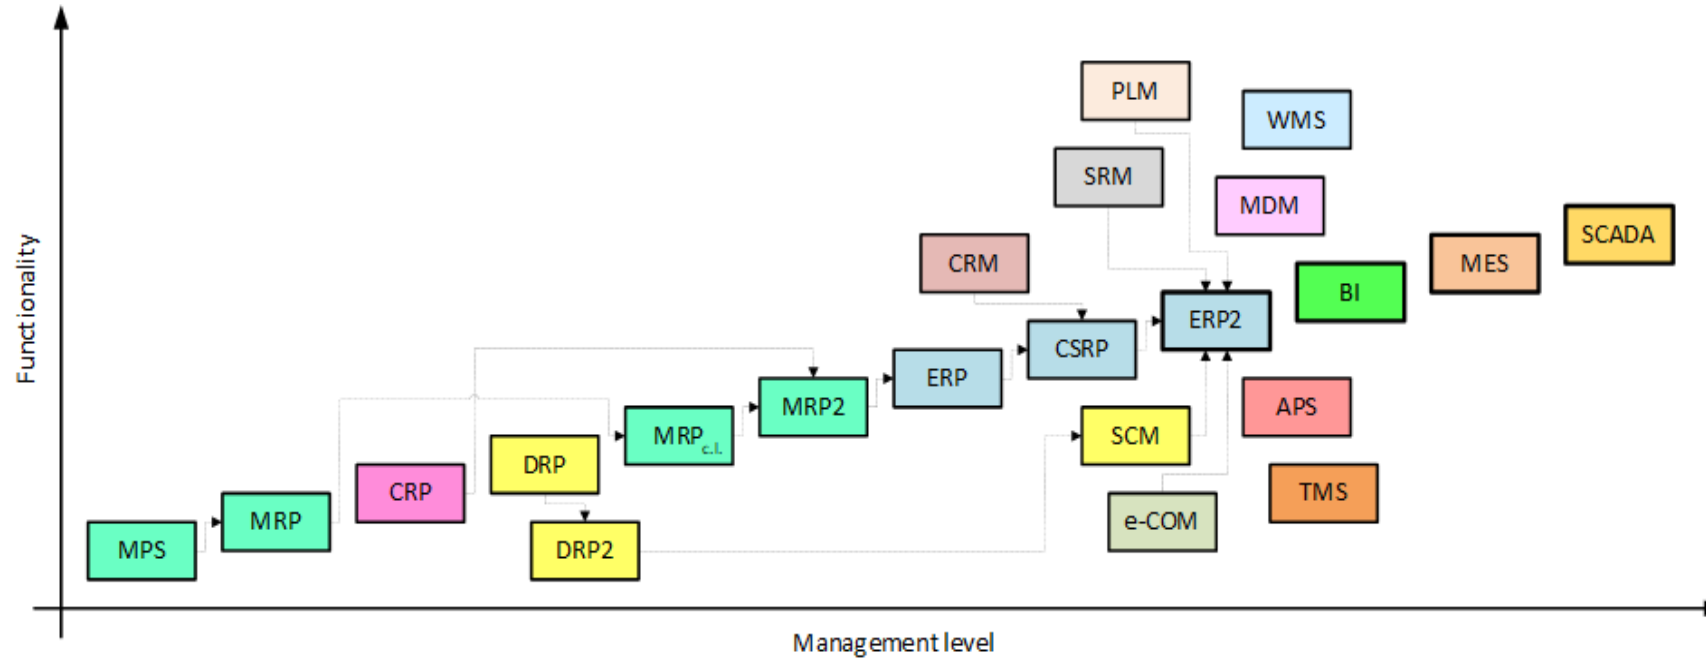 PLM
WMS
SRM
MDM
SCADA
CRM
MES
BI
ERP2
CSRP
ERP
MRP2
APS
MRP c.l.
SCM
DRP
CRP
TMS
MRP
e-COM
MPS
DRP2
Functionality
Management level